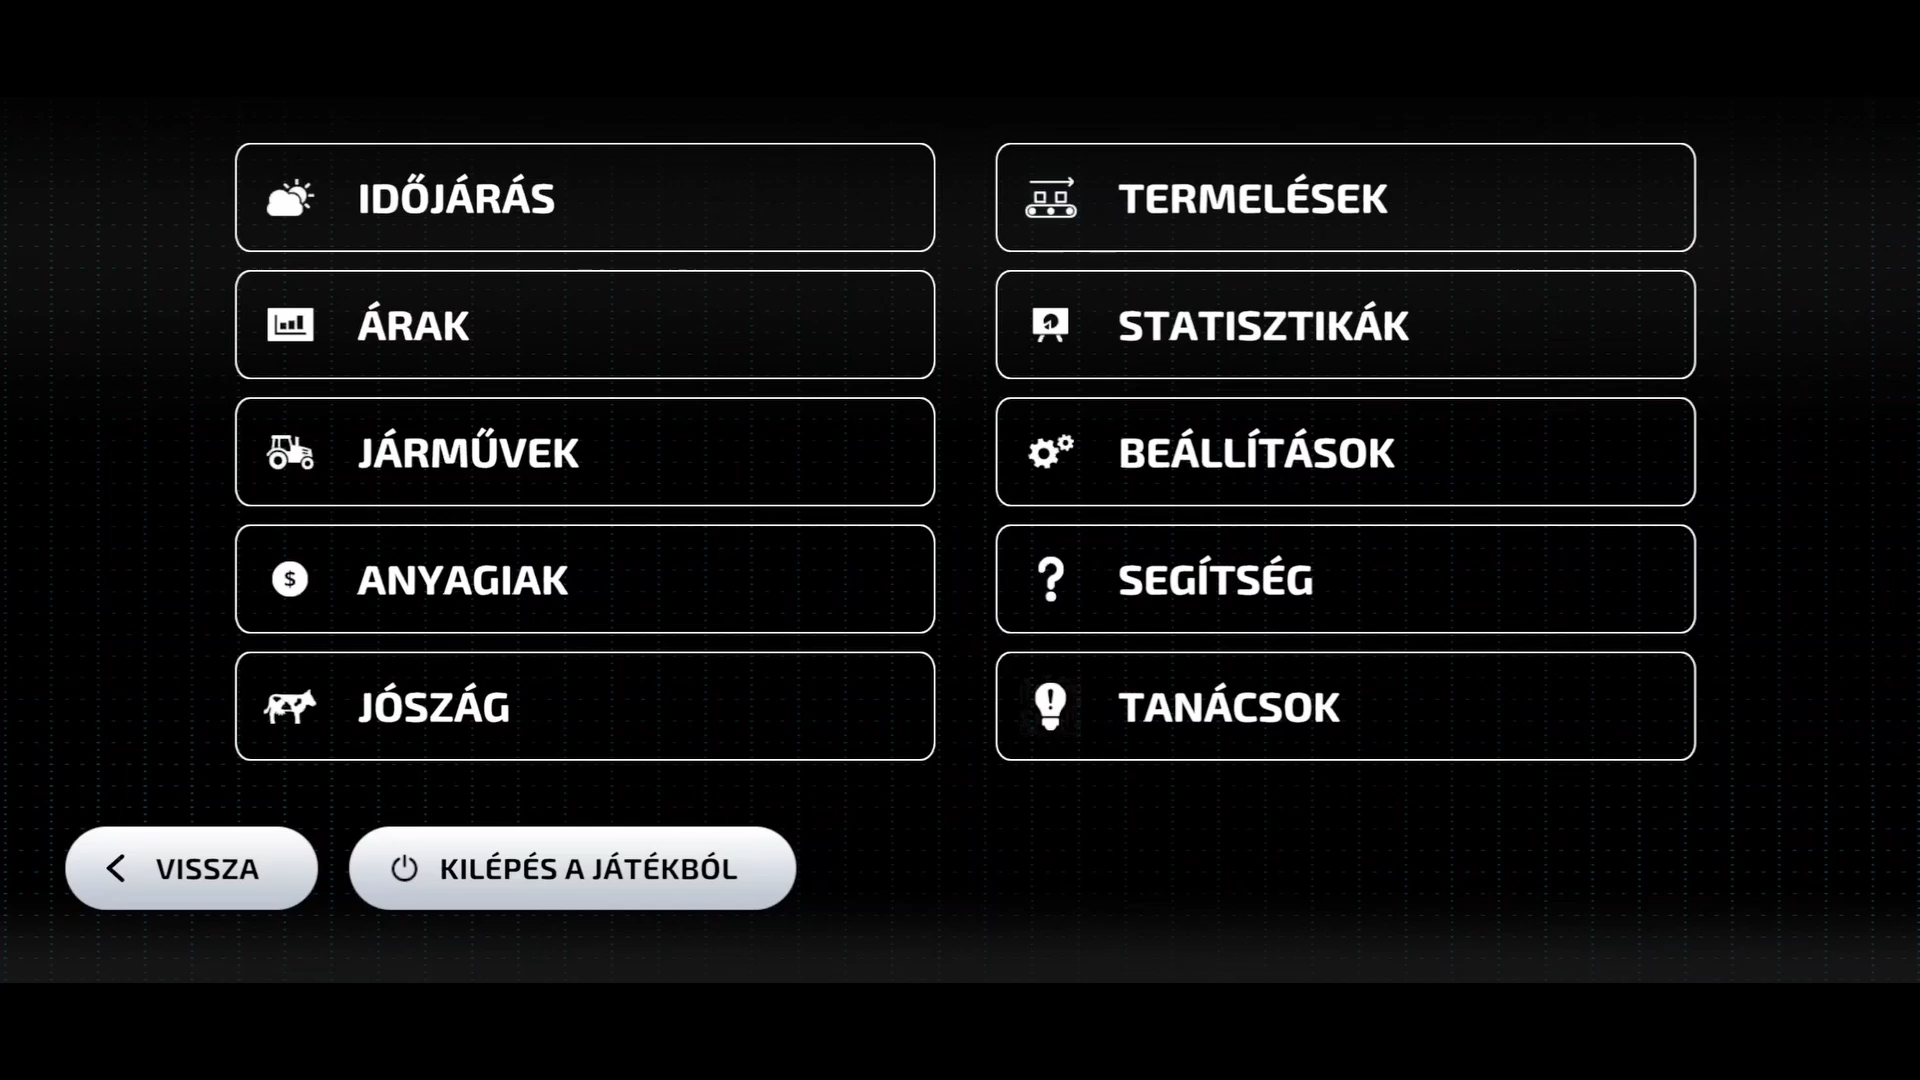 IDŐJÁRÁS
ÁRAK
JÁRMŰVEK
ANYAGIAK
JÓSZÁG
TERMELÉSEK
STATISZTIKÁK
BEÁLLÍTÁSOK
SEGÍTSÉG
TANÁCSOK
VISSZA
KILÉPÉS A JÁTÉKBÓL